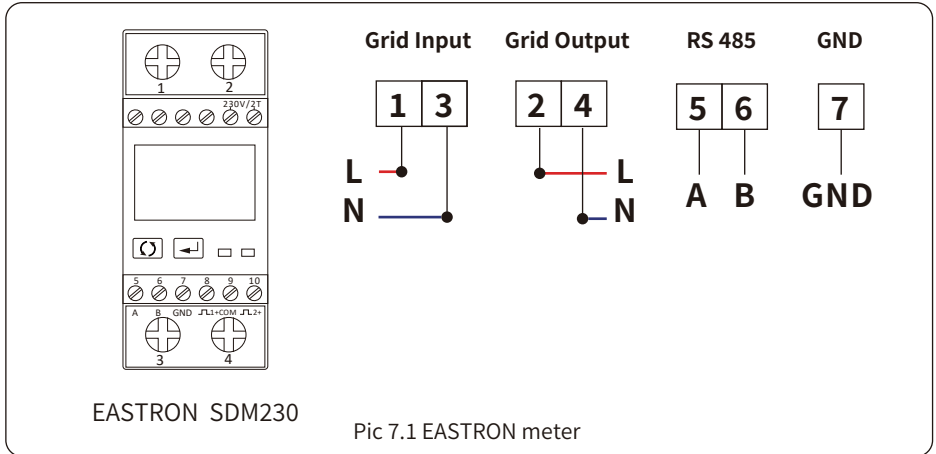 Grid Input Grid Output RS 485 GND
1 2
230V/2T
1 3 2 4 5 6 7
L L A B GND
N N
5 6 7 8 9 10
A B GND 1+COM 2+
3 4
EASTRON SDM230
Pic 7.1 EASTRON meter